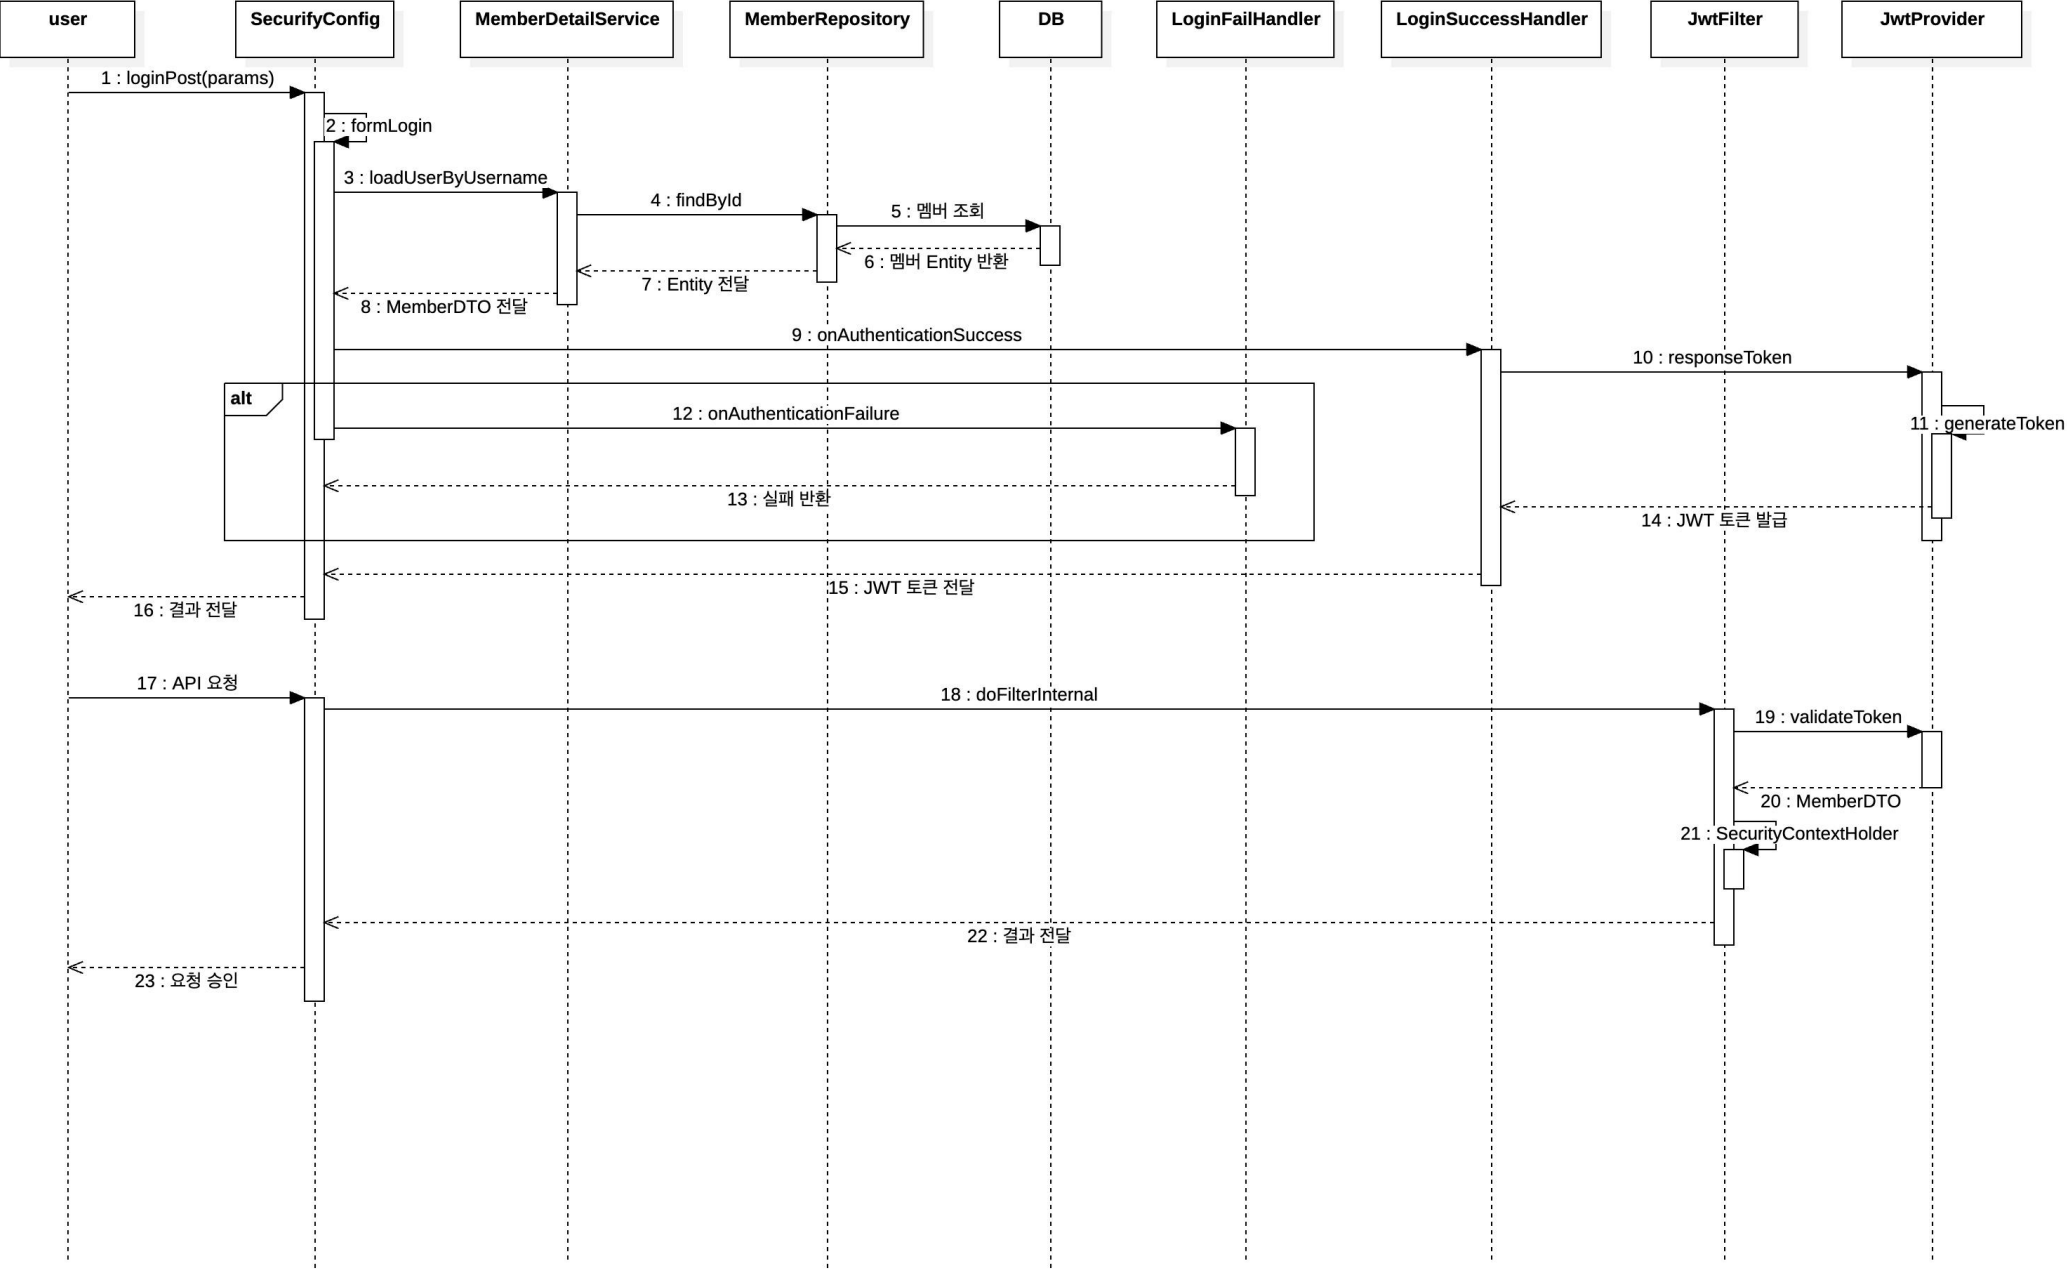 user
SecurifyConfig
MemberDetailService
MemberRepository
DB
LoginFailHandler
LoginSuccessHandler
JwtFilter
JwtProvider
1 : loginPost(params)
2 : formLogin
3 : loadUserByUsername
4 : findById
5 : 멤버 조회
6 : 멤버 Entity 반환
7 : Entity 전달
8 : MemberDTO 전달
9 : onAuthenticationSuccess
10 : responseToken
alt
12 : onAuthenticationFailure
11 : generateToken
13 : 실패 반환
14 : JWT 토큰 발급
15 : JWT 토큰 전달
16 : 결과 전달
17 : API 요청
18 : doFilterInternal
19 : validateToken
20 : MemberDTO
21 : SecurityContextHolder
22 : 결과 전달
23 : 요청 승인